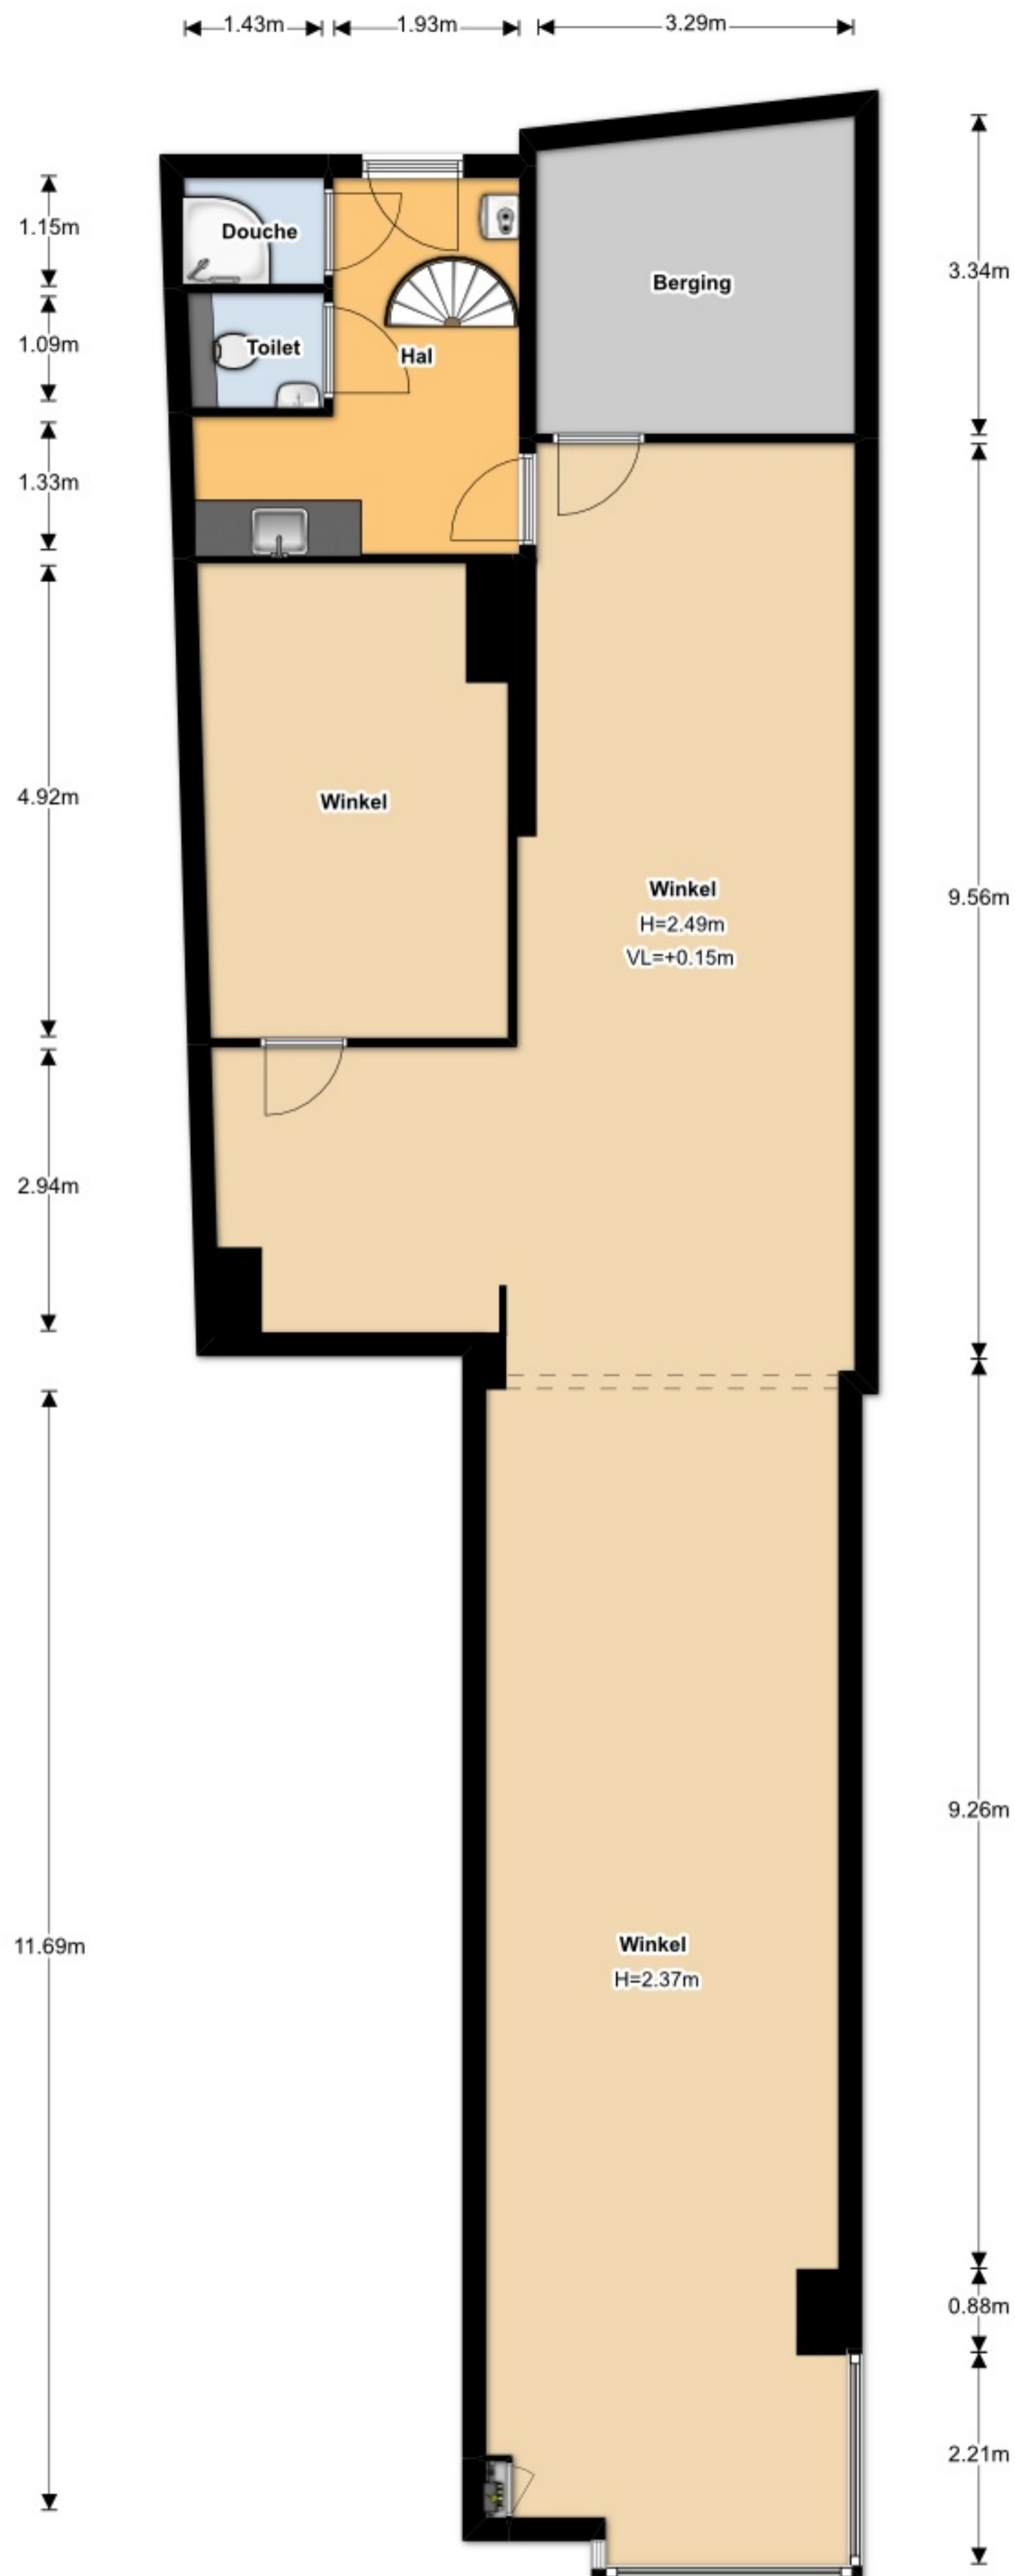 1.43m
1.93m
3.29m
1.15m
Douche
3.34m
Berging
1.09m
Toilet
Hal
1.33m
4.92m
Winkel
Winkel
H=2.49m
VL=+0.15m
9.56m
2.94m
9.26m
11.69m
Winkel
H=2.37m
0.88m
2.21m